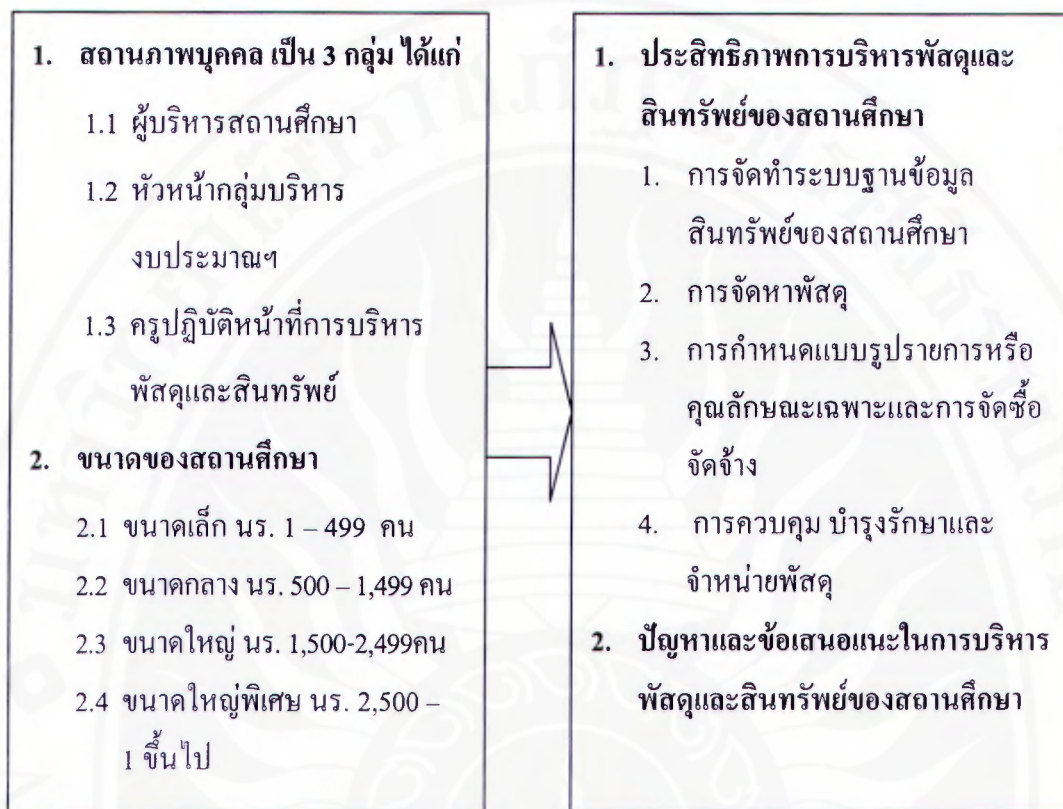 1. สถานภาพบุคคล เป็น 3 กลุ่ม ได้แก่
1.1 ผู้บริหารสถานศึกษา
1.2 หัวหน้ากลุ่มบริหาร
งบประมาณฯ
1.3 ครูปฏิบัติหน้าที่การบริหาร
พัสดุและสินทรัพย์
2. ขนาดของสถานศึกษา
2.1 ขนาดเล็ก นร. 1 – 499 คน
2.2 ขนาดกลาง นร. 500 – 1,499 คน
2.3 ขนาดใหญ่ นร. 1,500-2,499คน
2.4 ขนาดใหญ่พิเศษ นร. 2,500 –
1 ขึ้นไป
1. ประสิทธิภาพการบริหารพัสดุและ
สินทรัพย์ของสถานศึกษา
1. การจัดทำระบบฐานข้อมูล
สินทรัพย์ของสถานศึกษา
2. การจัดหาพัสดุ
3. การกำหนดแบบรูปรายการหรือ
คุณลักษณะเฉพาะและการจัดซื้อ
จัดจ้าง
4. การควบคุม บำรุงรักษาและ
จำหน่ายพัสดุ
2. ปัญหาและข้อเสนอแนะในการบริหาร
พัสดุและสินทรัพย์ของสถานศึกษา